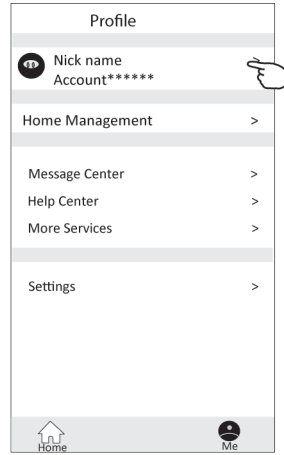 Profile
Nick name
Account******
Home Management >
Message Center >
Help Center >
More Services >
Settings >
Home
Me